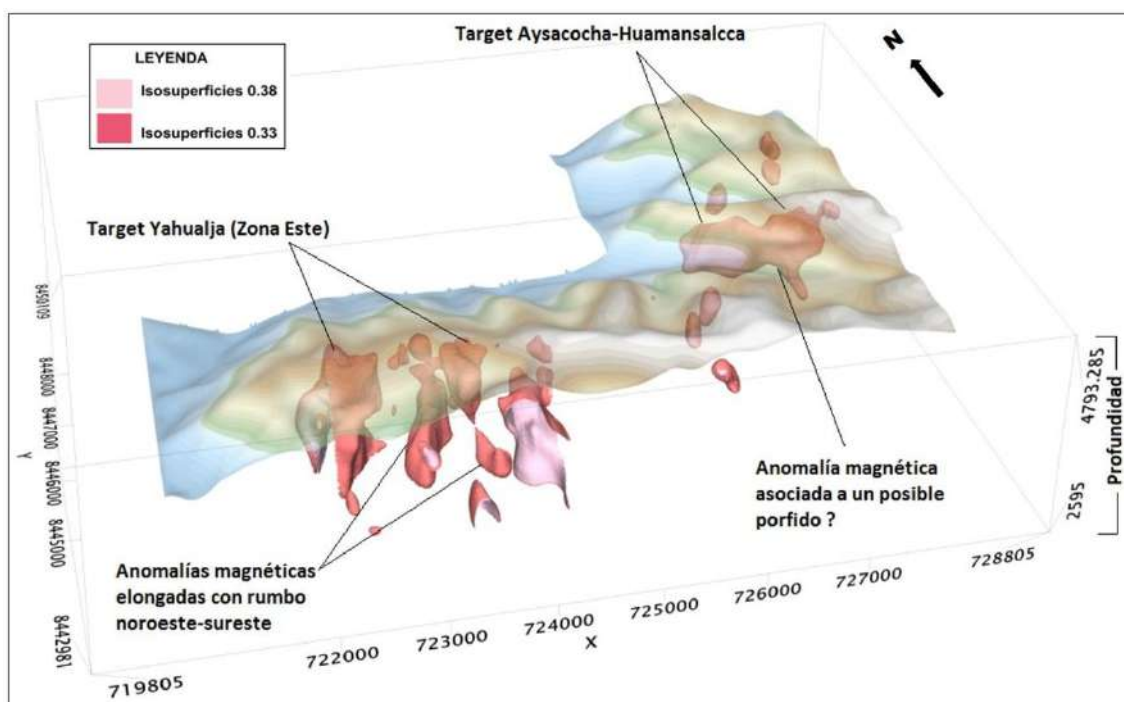 Target Aysacocha-Huamansalcca
N
LEYENDA
Isosuperficies 0.38
Isosuperficies 0.33
Target Yahualja (Zona Este)
8450109
8448000
8447000
Y
8446000
8445000
8442981
4793.285
Profundidad
2595
Anomalía magnética
asociada a un posible
porfido ?
Anomalías magnéticas
elongadas con rumbo
noroeste-sureste
719805
722000
723000
724000
X
725000
726000
727000
728805